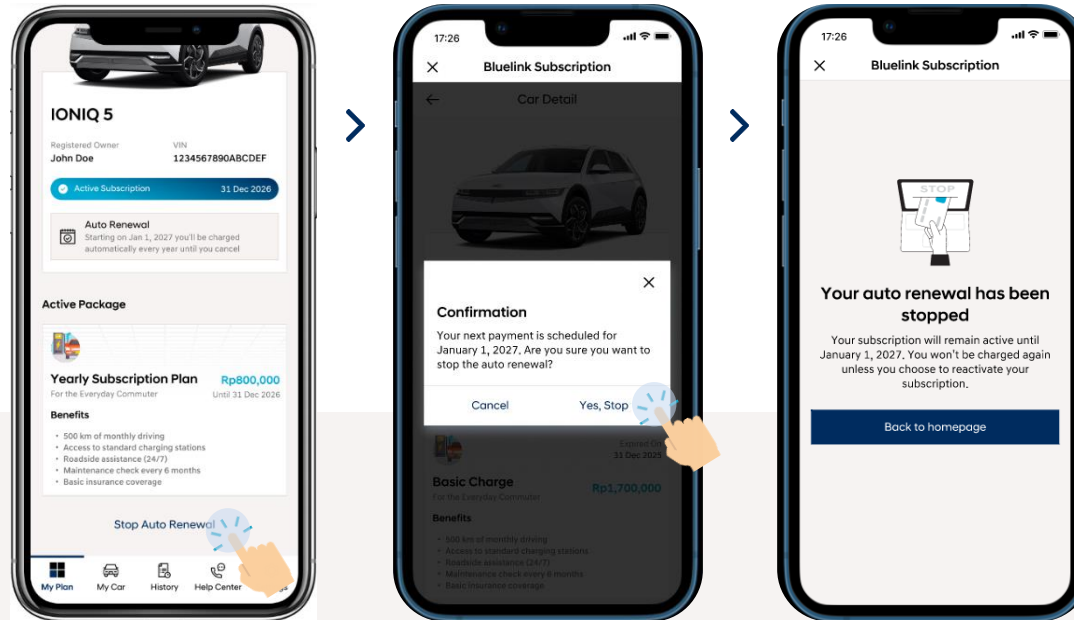 IONIQ 5
Registered Owner
VIN
John Doe
1234567890ABCDEF
Active Subscription
31 Dec 2026
Auto Renewal
Starting on Jan 1, 2027 you'll be charged
automatically every year until you cancel
Active Package
Yearly Subscription Plan
Rp800,000
For the Everyday Commuter
Until 31 Dec 2026
Benefits
• 500 km of monthly driving
• Access to standard charging stations
• Roadside assistance (24/7)
• Maintenance check every 6 months
• Basic insurance coverage
Stop Auto Renewal
My Plan
My Car
History
Help Center
17:26
Bluelink Subscription
Car Detail
Confirmation
Your next payment is scheduled for
January 1, 2027. Are you sure you want to
stop the auto renewal?
Cancel
Yes, Stop
Expired On
31 Dec 2025
Basic Charge
Rp1,700,000
For the Everyday Commuter
Benefits
• 500 km of monthly driving
• Access to standard charging stations
• Roadside assistance (24/7)
• Maintenance check every 6 months
• Basic insurance coverage
17:26
Bluelink Subscription
STOP
Your auto renewal has been
stopped
Your subscription will remain active until
January 1, 2027. You won't be charged again
unless you choose to reactivate your
subscription.
Back to homepage